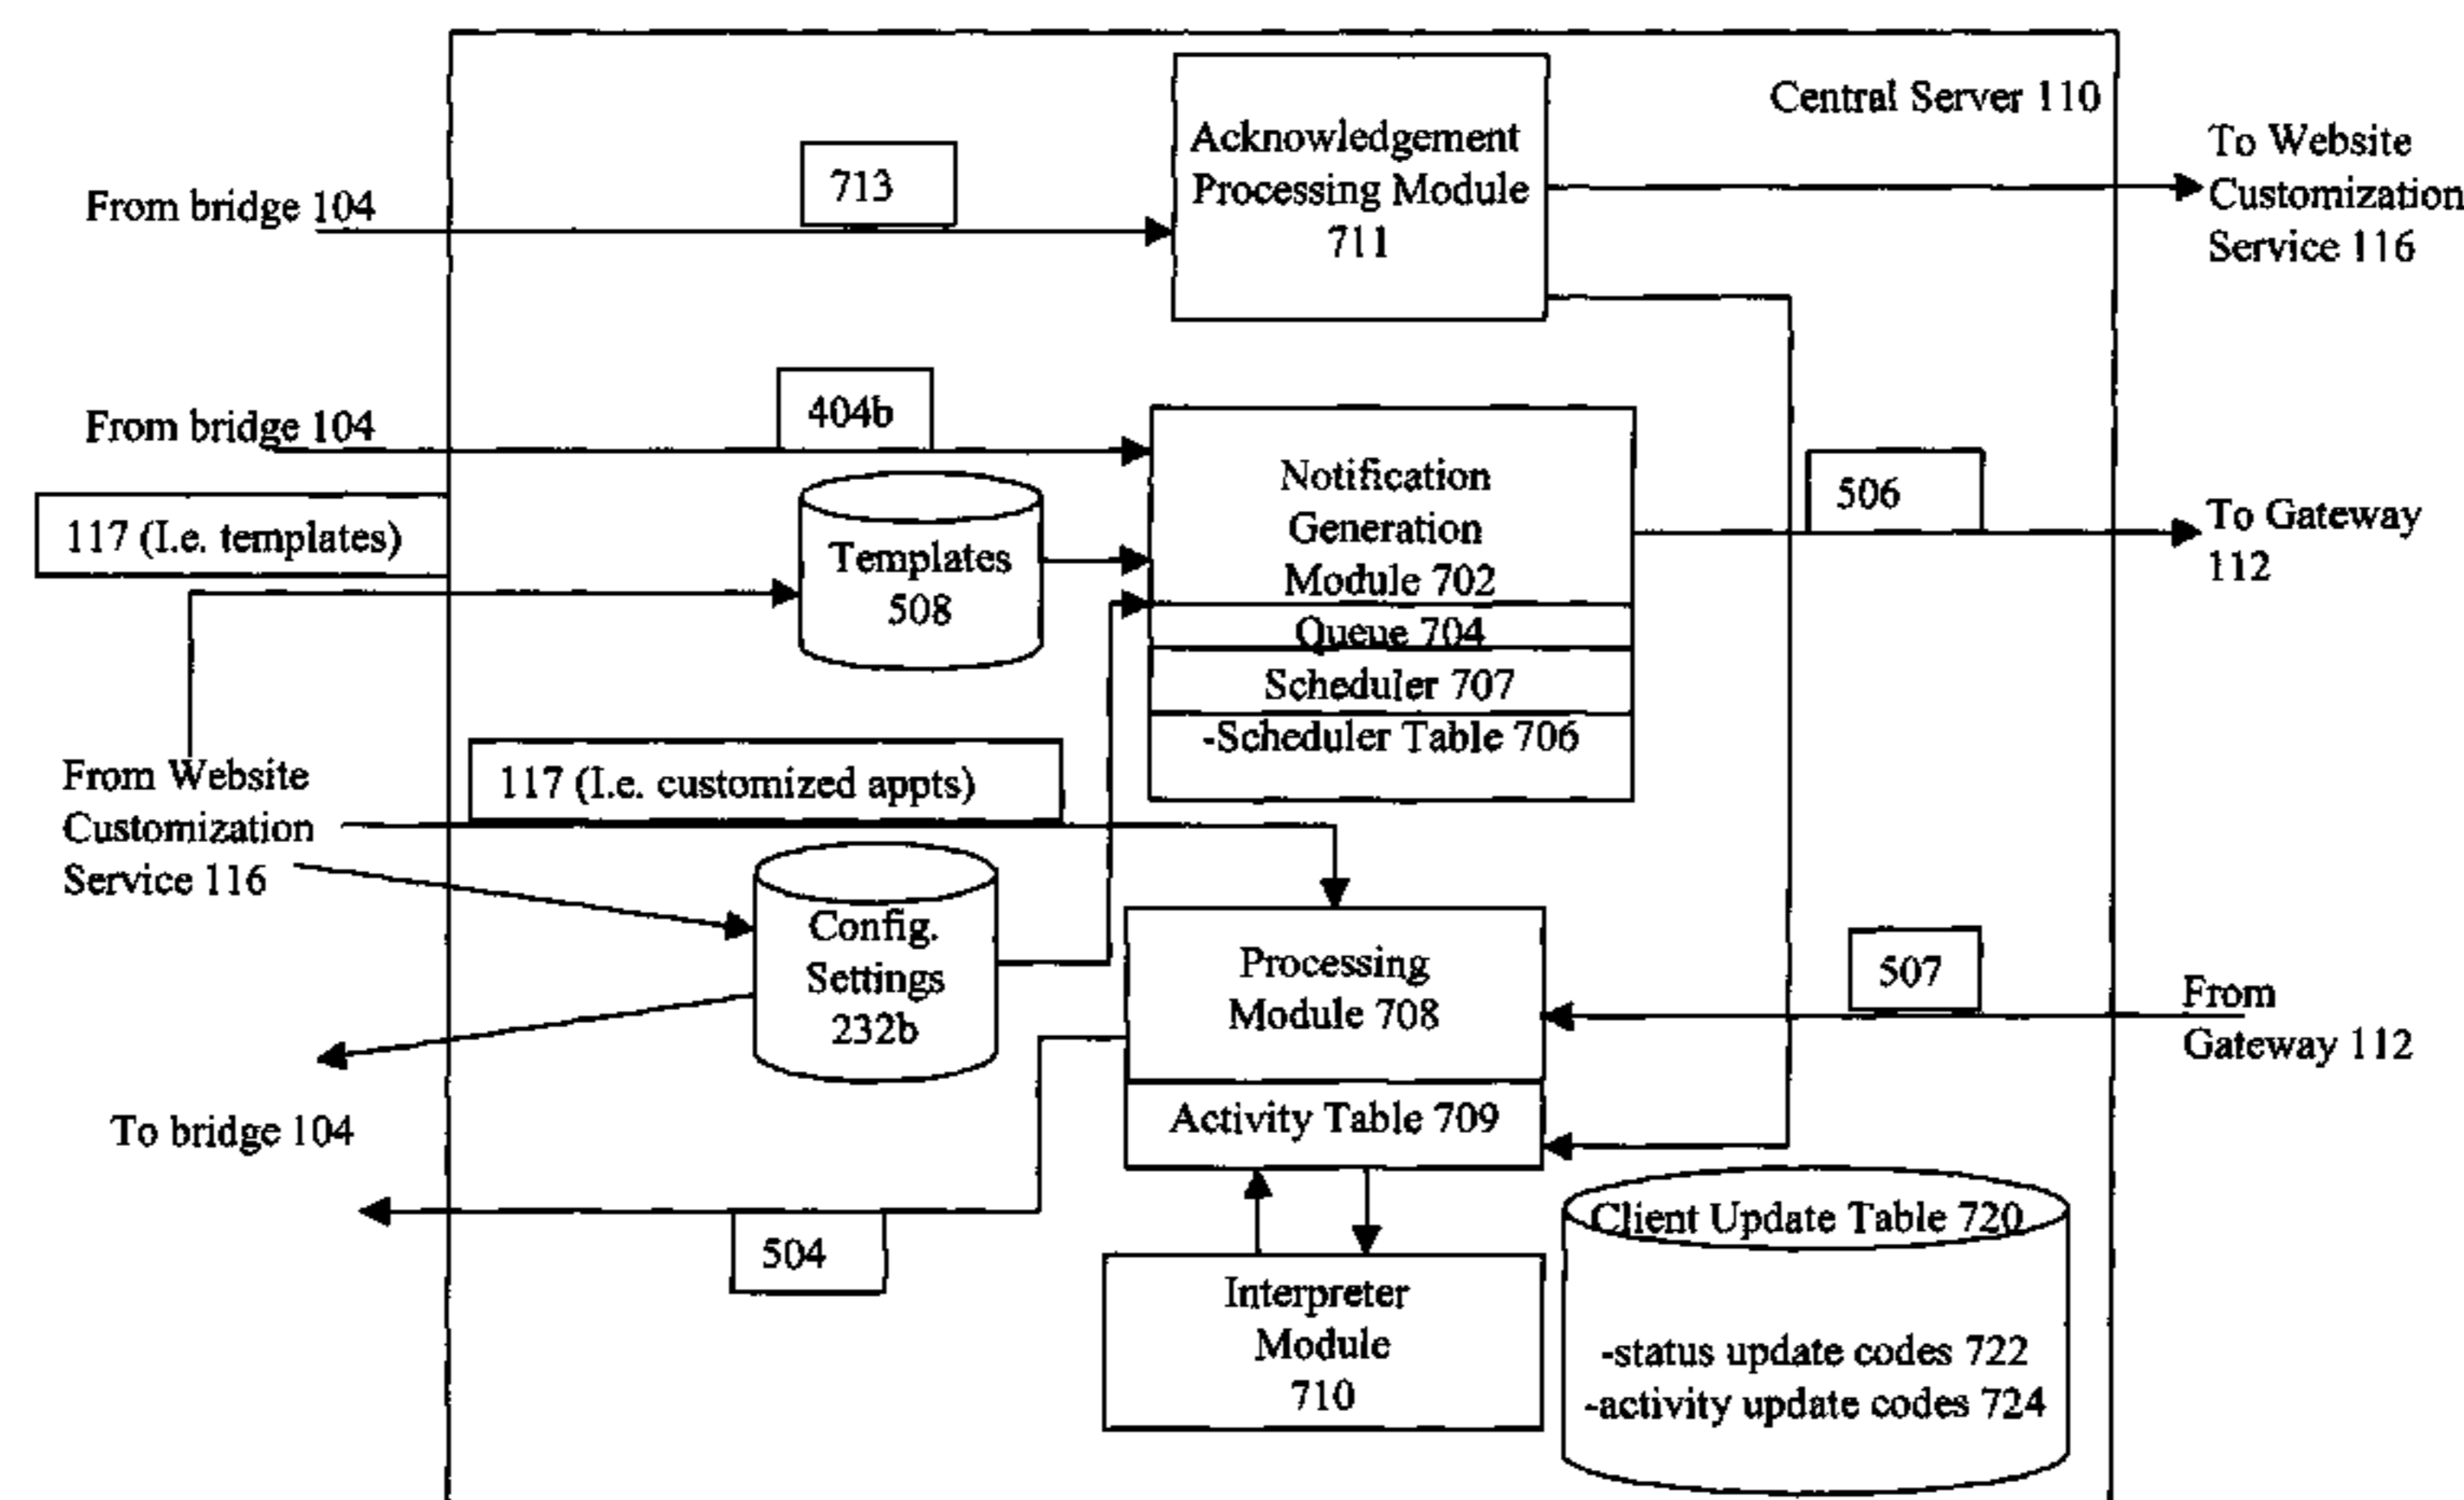 Central Server 110
Acknowledgement
Processing Module
711
To Website
Customization
Service 116
713
From bridge 104
404b
From bridge 104
Notification
Generation
Module 702
Queue 704
Scheduler 707
-Scheduler Table 706
506
To Gateway
112
117 (I.e. templates)
Templates
508
From Website
Customization
Service 116
117 (I.e. customized appts)
Config.
Settings
232b
Processing
Module 708
Activity Table 709
507
From
Gateway 112
To bridge 104
504
Interpreter
Module
710
Client Update Table 720
-status update codes 722
-activity update codes 724